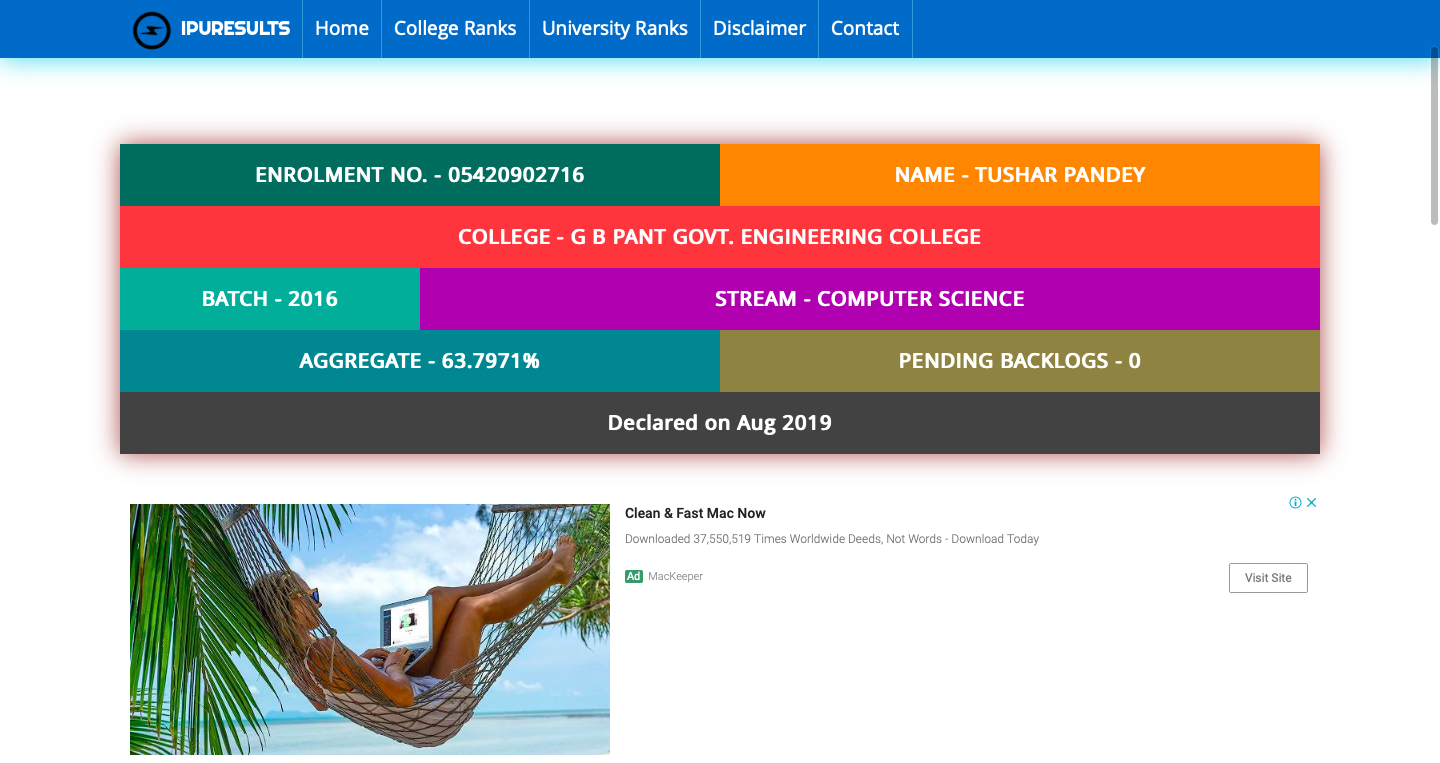 IPURESULTS Home College Ranks University Ranks Disclaimer Contact
ENROLMENT NO. - 05420902716 NAME - TUSHAR PANDEY
COLLEGE - G B PANT GOVT. ENGINEERING COLLEGE
BATCH - 2016 STREAM - COMPUTER SCIENCE
AGGREGATE - 63.7971% PENDING BACKLOGS - 0
Declared on Aug 2019
Clean & Fast Mac Now
Downloaded 37,550,519 Times Worldwide Deeds, Not Words - Download Today
Ad MacKeeper Visit Site